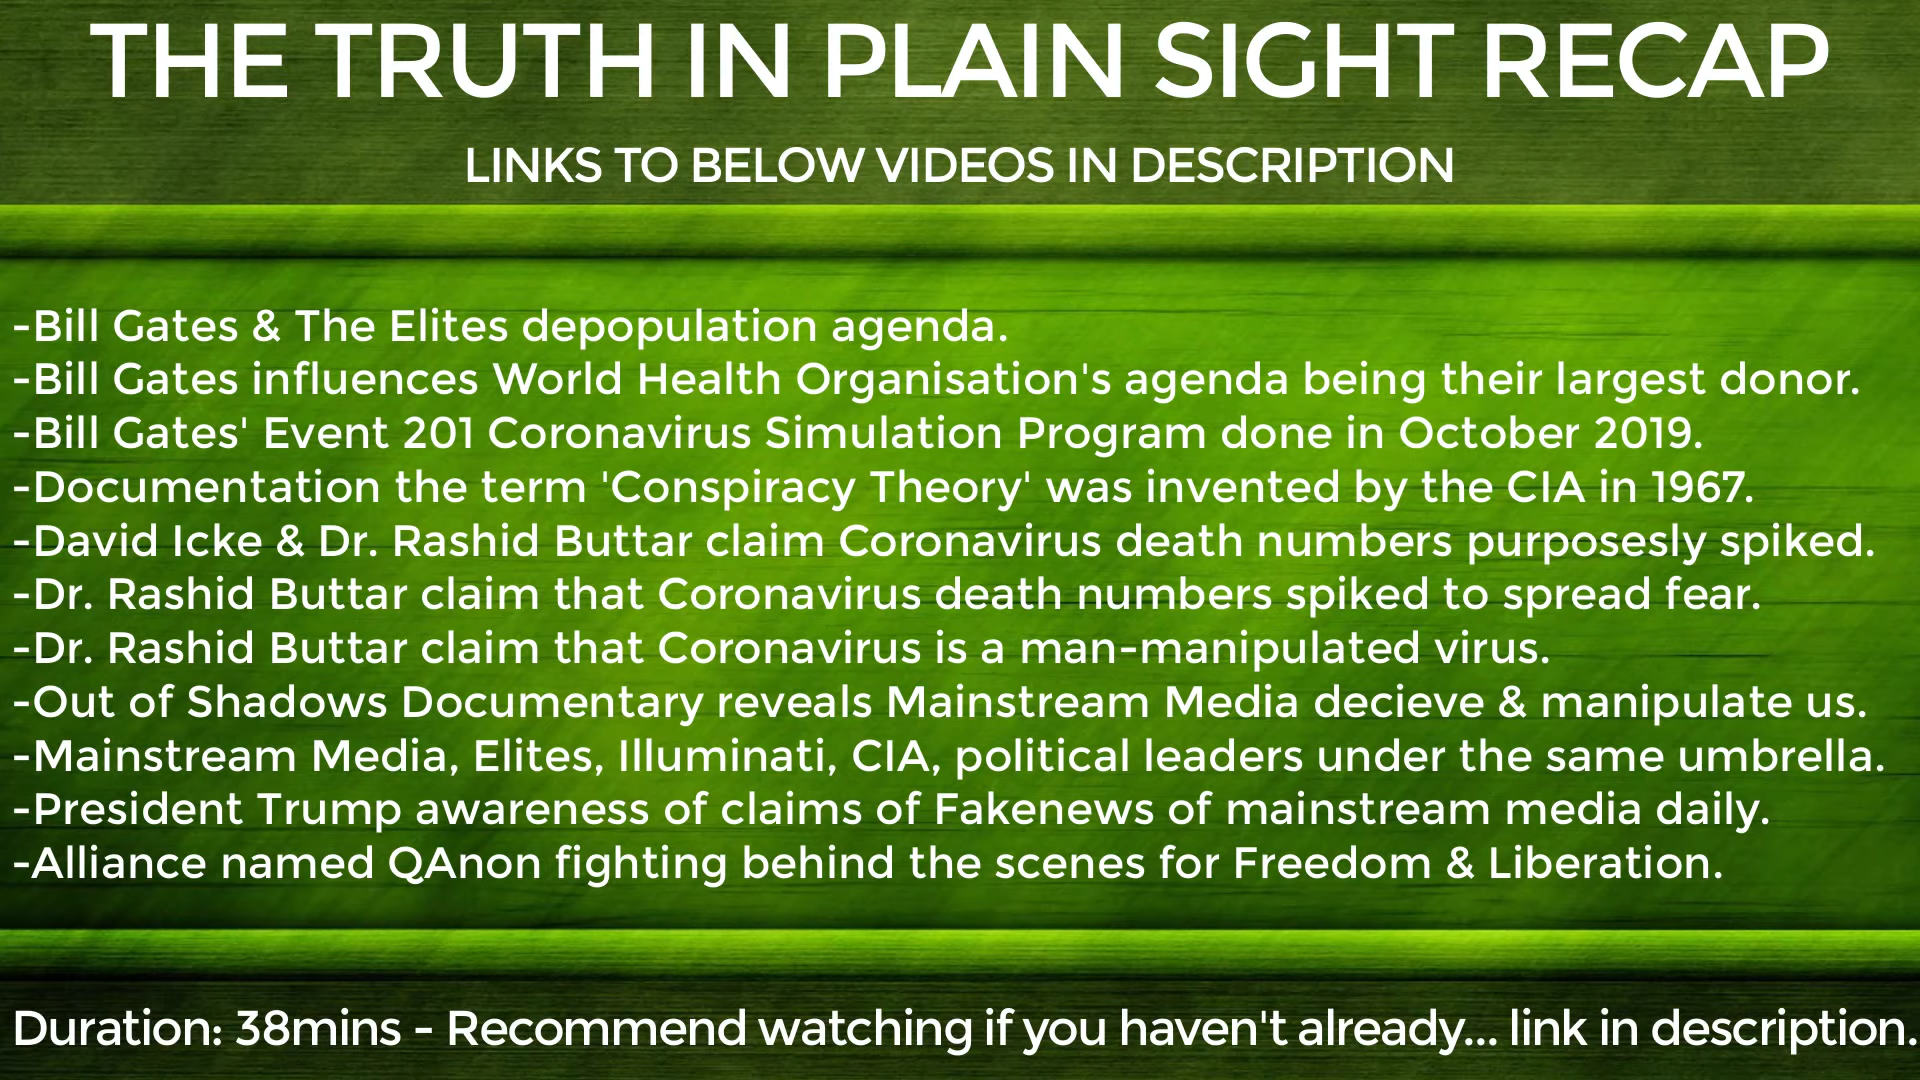 THE TRUTH IN PLAIN SIGHT RECAP
LINKS TO BELOW VIDEOS IN DESCRIPTION
-Bill Gates & The Elites depopulation agenda.
-Bill Gates influences World Health Organisation's agenda being their largest donor.
-Bill Gates' Event 201 Coronavirus Simulation Program done in October 2019.
-Documentation the term 'Conspiracy Theory' was invented by the CIA in 1967.
-David Icke & Dr. Rashid Buttar claim Coronavirus death numbers purposesly spiked.
-Dr. Rashid Buttar claim that Coronavirus death numbers spiked to spread fear.
-Dr. Rashid Buttar claim that Coronavirus is a man-manipulated virus.
-Out of Shadows Documentary reveals Mainstream Media decieve & manipulate us.
-Mainstream Media, Elites, Illuminati, CIA, political leaders under the same umbrella.
-President Trump awareness of claims of Fakenews of mainstream media daily.
-Alliance named QAnon fighting behind the scenes for Freedom & Liberation.
Duration: 38mins - Recommend watching if you haven't already... link in description.